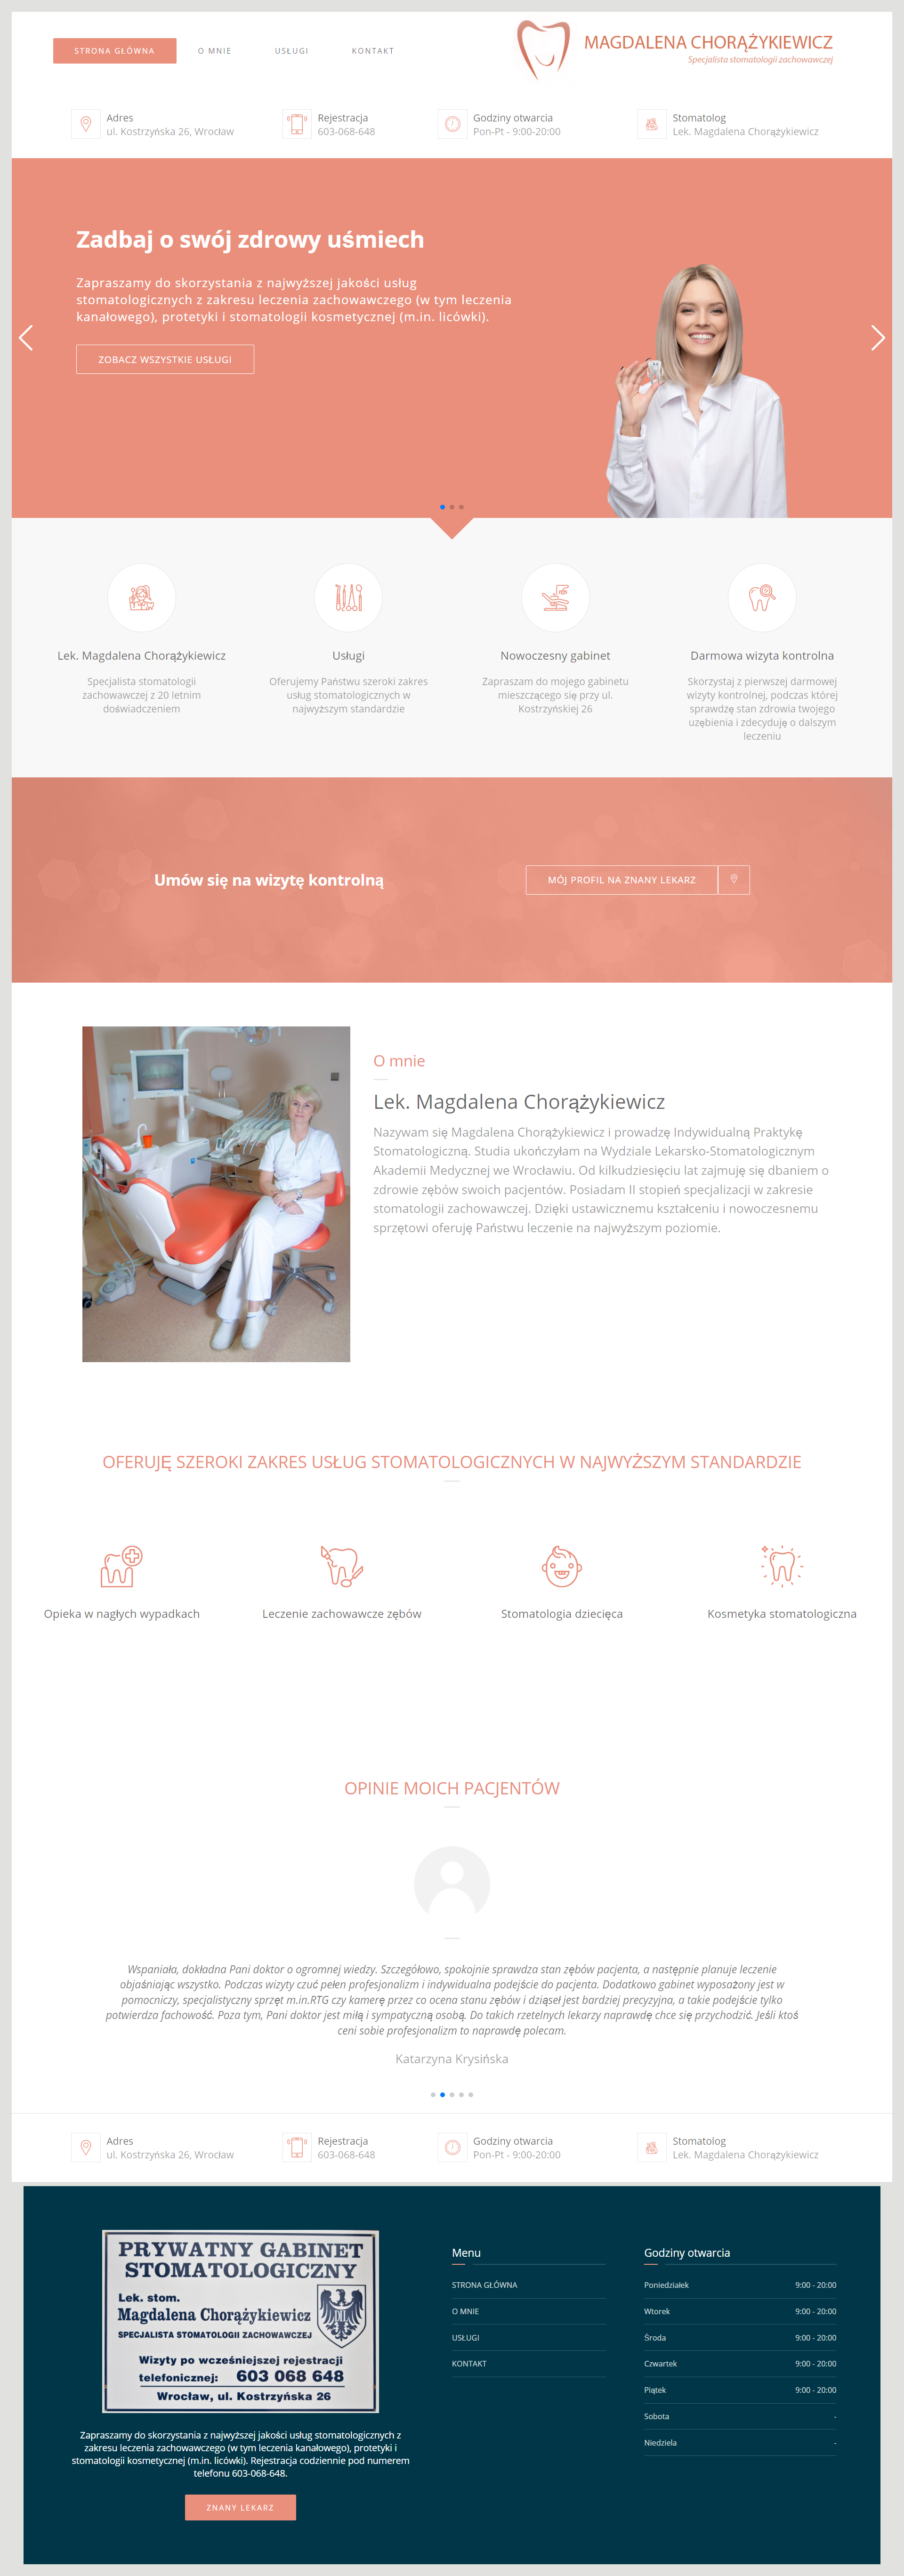 STRONA GŁÓWNA
O MNIE
USŁUGI
KONTAKT
MAGDALENA CHORĄŻYKIEWICZ
Specjalista stomatologii zachowawczej
Adres
ul. Kostrzyńska 26, Wrocław
Rejestracja
603-068-648
Godziny otwarcia
Pon-Pt - 9:00-20:00
Stomatolog
Lek. Magdalena Chorążykiewicz
Zadbaj o swój zdrowy uśmiech
Zapraszamy do skorzystania z najwyższej jakości usług
stomatologicznych z zakresu leczenia zachowawczego (w tym leczenia
kanałowego), protetyki i stomatologii kosmetycznej (m.in. licówki).
ZOBACZ WSZYSTKIE USŁUGI
Lek. Magdalena Chorążykiewicz
Specjalista stomatologii
zachowawczej z 20 letnim
doświadczeniem
Usługi
Oferujemy Państwu szeroki zakres
usług stomatologicznych w
najwyższym standardzie
Nowoczesny gabinet
Zapraszam do mojego gabinetu
mieszczącego się przy ul.
Kostrzyńskiej 26
Darmowa wizyta kontrolna
Skorzystaj z pierwszej darmowej
wizyty kontrolnej, podczas której
sprawdzę stan zdrowia twojego
uzębienia i zdecyduję o dalszym
leczeniu
Umów się na wizytę kontrolną
MÓJ PROFIL NA ZNANY LEKARZ
O mnie
Lek. Magdalena Chorążykiewicz
Nazywam się Magdalena Chorążykiewicz i prowadzę Indywidualną Praktykę
Stomatologiczną. Studia ukończyłam na Wydziale Lekarsko-Stomatologicznym
Akademii Medycznej we Wrocławiu. Od kilkudziesięciu lat zajmuję się dbaniem o
zdrowie zębów swoich pacjentów. Posiadam II stopień specjalizacji w zakresie
stomatologii zachowawczej. Dzięki ustawicznemu kształceniu i nowoczesnemu
sprzętowi oferuję Państwu leczenie na najwyższym poziomie.
OFERUJĘ SZEROKI ZAKRES USŁUG STOMATOLOGICZNYCH W NAJWYŻSZYM STANDARDZIE
Opieka w nagłych wypadkach
Leczenie zachowawcze zębów
Stomatologia dziecięca
Kosmetyka stomatologiczna
OPINIE MOICH PACJENTÓW
Wspaniała, dokładna Pani doktor o ogromnej wiedzy. Szczegółowo, spokojnie sprawdza stan zębów pacjenta, a następnie planuje leczenie
objaśniając wszystko. Podczas wizyty czuć pełen profesjonalizm i indywidualna podejście do pacjenta. Dodatkowo gabinet wyposażony jest w
pomocniczy, specjalistyczny sprzęt m.in.RTG czy kamerę przez co ocena stanu zębów i dziąseł jest bardziej precyzyjna, a takie podejście tylko
potwierdza fachowość. Poza tym, Pani doktor jest miłą i sympatyczną osobą. Do takich rzetelnych lekarzy naprawdę chce się przychodzić. Jeśli ktoś
ceni sobie profesjonalizm to naprawdę polecam.
Katarzyna Krysińska
Adres
ul. Kostrzyńska 26, Wrocław
Rejestracja
603-068-648
Godziny otwarcia
Pon-Pt - 9:00-20:00
Stomatolog
Lek. Magdalena Chorążykiewicz
PRYWATNY GABINET
STOMATOLOGICZNY
Lek. stom.
Magdalena Chorążykiewicz
SPECJALISTA STOMATOLOGII ZACHOWAWCZEJ
Wizyty po wcześniejszej rejestracji
telefonicznej: 603 068 648
Wrocław, ul. Kostrzyńska 26
Zapraszamy do skorzystania z najwyższej jakości usług stomatologicznych z
zakresu leczenia zachowawczego (w tym leczenia kanałowego), protetyki i
stomatologii kosmetycznej (m.in. licówki). Rejestracja codziennie pod numerem
telefonu 603-068-648.
ZNANY LEKARZ
Menu
STRONA GŁÓWNA
O MNIE
USŁUGI
KONTAKT
Godziny otwarcia
Poniedziałek 9:00 - 20:00
Wtorek 9:00 - 20:00
Środa 9:00 - 20:00
Czwartek 9:00 - 20:00
Piątek 9:00 - 20:00
Sobota -
Niedziela -